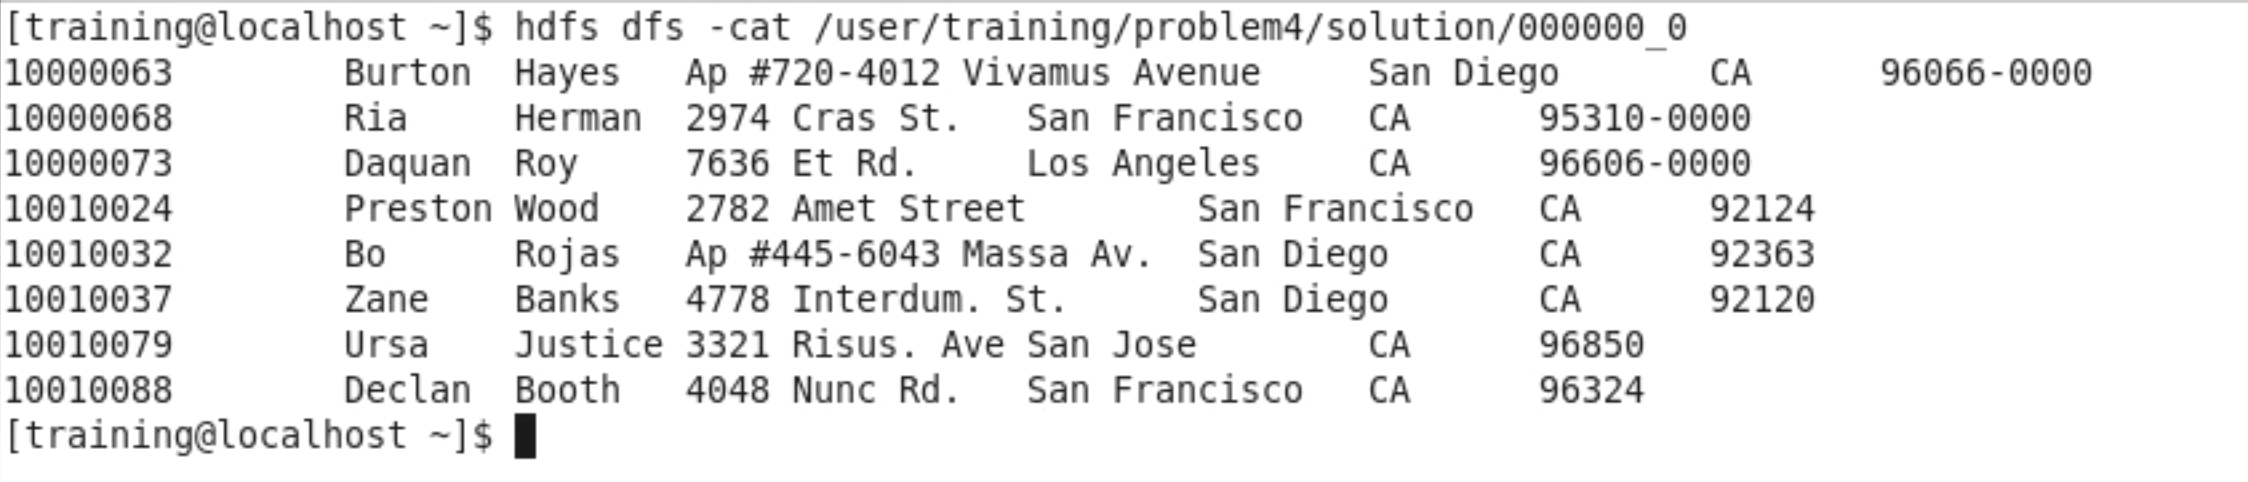 [training@localhost ~]$ hdfs dfs -cat /user/training/problem4/solution/000000_0
10000063	Burton	Hayes	Ap #720-4012 Vivamus Avenue	San Diego	CA	96066-0000
10000068	Ria	Herman	2974 Cras St.	San Francisco	CA	95310-0000
10000073	Daquan	Roy	7636 Et Rd.	Los Angeles	CA	96606-0000
10010024	Preston	Wood	2782 Amet Street	San Francisco	CA	92124
10010032	Bo	Rojas	Ap #445-6043 Massa Av.	San Diego	CA	92363
10010037	Zane	Banks	4778 Interdum. St.	San Diego	CA	92120
10010079	Ursa	Justice	3321 Risus. Ave	San Jose	CA	96850
10010088	Declan	Booth	4048 Nunc Rd.	San Francisco	CA	96324
[training@localhost ~]$